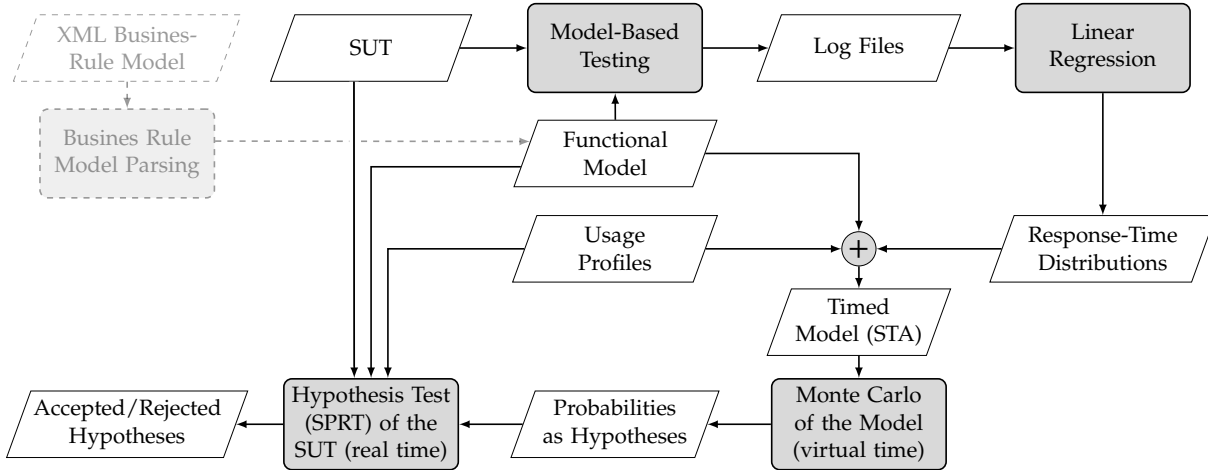 XML Busines-
Rule Model
SUT
Model-Based
Testing
Log Files
Linear
Regression
Busines Rule
Model Parsing
Functional
Model
Usage
Profiles
+
Response-Time
Distributions
Timed
Model (STA)
Accepted/Rejected
Hypotheses
Hypothesis Test
(SPRT) of the
SUT (real time)
Probabilities
as Hypotheses
Monte Carlo
of the Model
(virtual time)